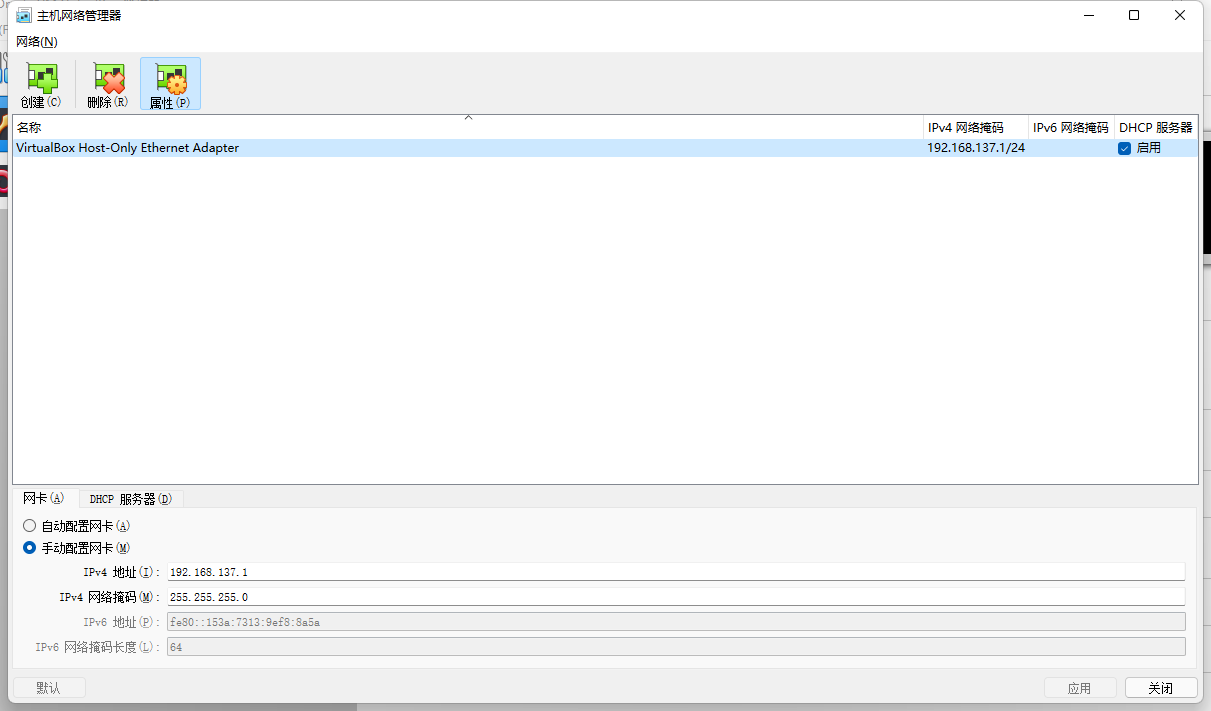 主机网络管理器
网络(N)
创建(C) 删除(R) 属性(P)
名称 IPv4 网络掩码 IPv6 网络掩码 DHCP 服务器
VirtualBox Host-Only Ethernet Adapter 192.168.137.1/24 启用
网卡(A) DHCP 服务器(D)
自动配置网卡(A)
手动配置网卡(M)
IPv4 地址(I): 192.168.137.1
IPv4 网络掩码(M): 255.255.255.0
IPv6 地址(P): fe80::153a:7313:9ef8:8a5a
IPv6 网络掩码长度(L): 64
默认 应用 关闭